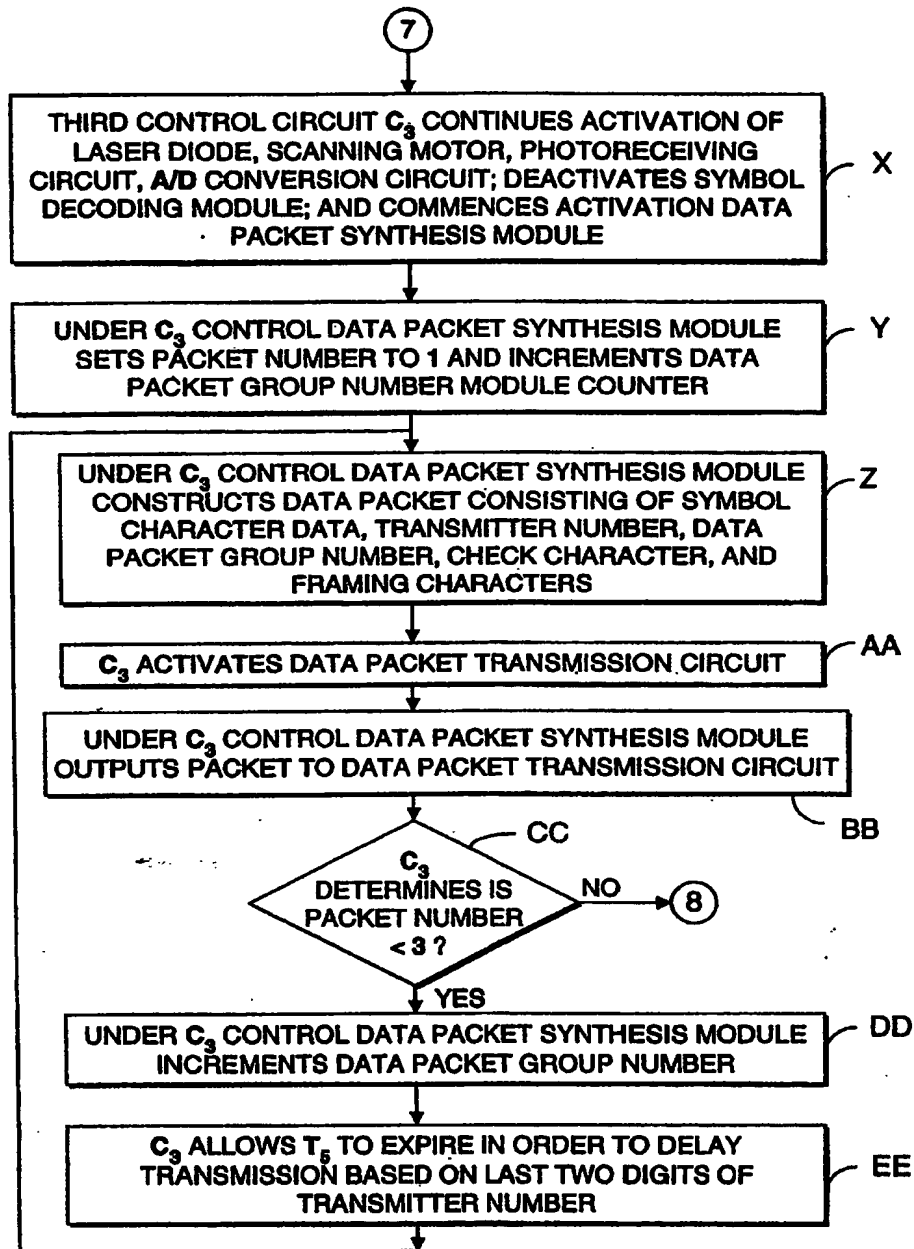 7
THIRD CONTROL CIRCUIT C₃ CONTINUES ACTIVATION OF
LASER DIODE, SCANNING MOTOR, PHOTORECEIVING
CIRCUIT, A/D CONVERSION CIRCUIT; DEACTIVATES SYMBOL
DECODING MODULE; AND COMMENCES ACTIVATION DATA
PACKET SYNTHESIS MODULE
X
UNDER C₃ CONTROL DATA PACKET SYNTHESIS MODULE
SETS PACKET NUMBER TO 1 AND INCREMENTS DATA
PACKET GROUP NUMBER MODULE COUNTER
Y
UNDER C₃ CONTROL DATA PACKET SYNTHESIS MODULE
CONSTRUCTS DATA PACKET CONSISTING OF SYMBOL
CHARACTER DATA, TRANSMITTER NUMBER, DATA
PACKET GROUP NUMBER, CHECK CHARACTER, AND
FRAMING CHARACTERS
Z
C₃ ACTIVATES DATA PACKET TRANSMISSION CIRCUIT
AA
UNDER C₃ CONTROL DATA PACKET SYNTHESIS MODULE
OUTPUTS PACKET TO DATA PACKET TRANSMISSION CIRCUIT
BB
CC
C₃
DETERMINES IS
PACKET NUMBER
< 3 ?
NO
8
YES
UNDER C₃ CONTROL DATA PACKET SYNTHESIS MODULE
INCREMENTS DATA PACKET GROUP NUMBER
DD
C₃ ALLOWS T₅ TO EXPIRE IN ORDER TO DELAY
TRANSMISSION BASED ON LAST TWO DIGITS OF
TRANSMITTER NUMBER
EE